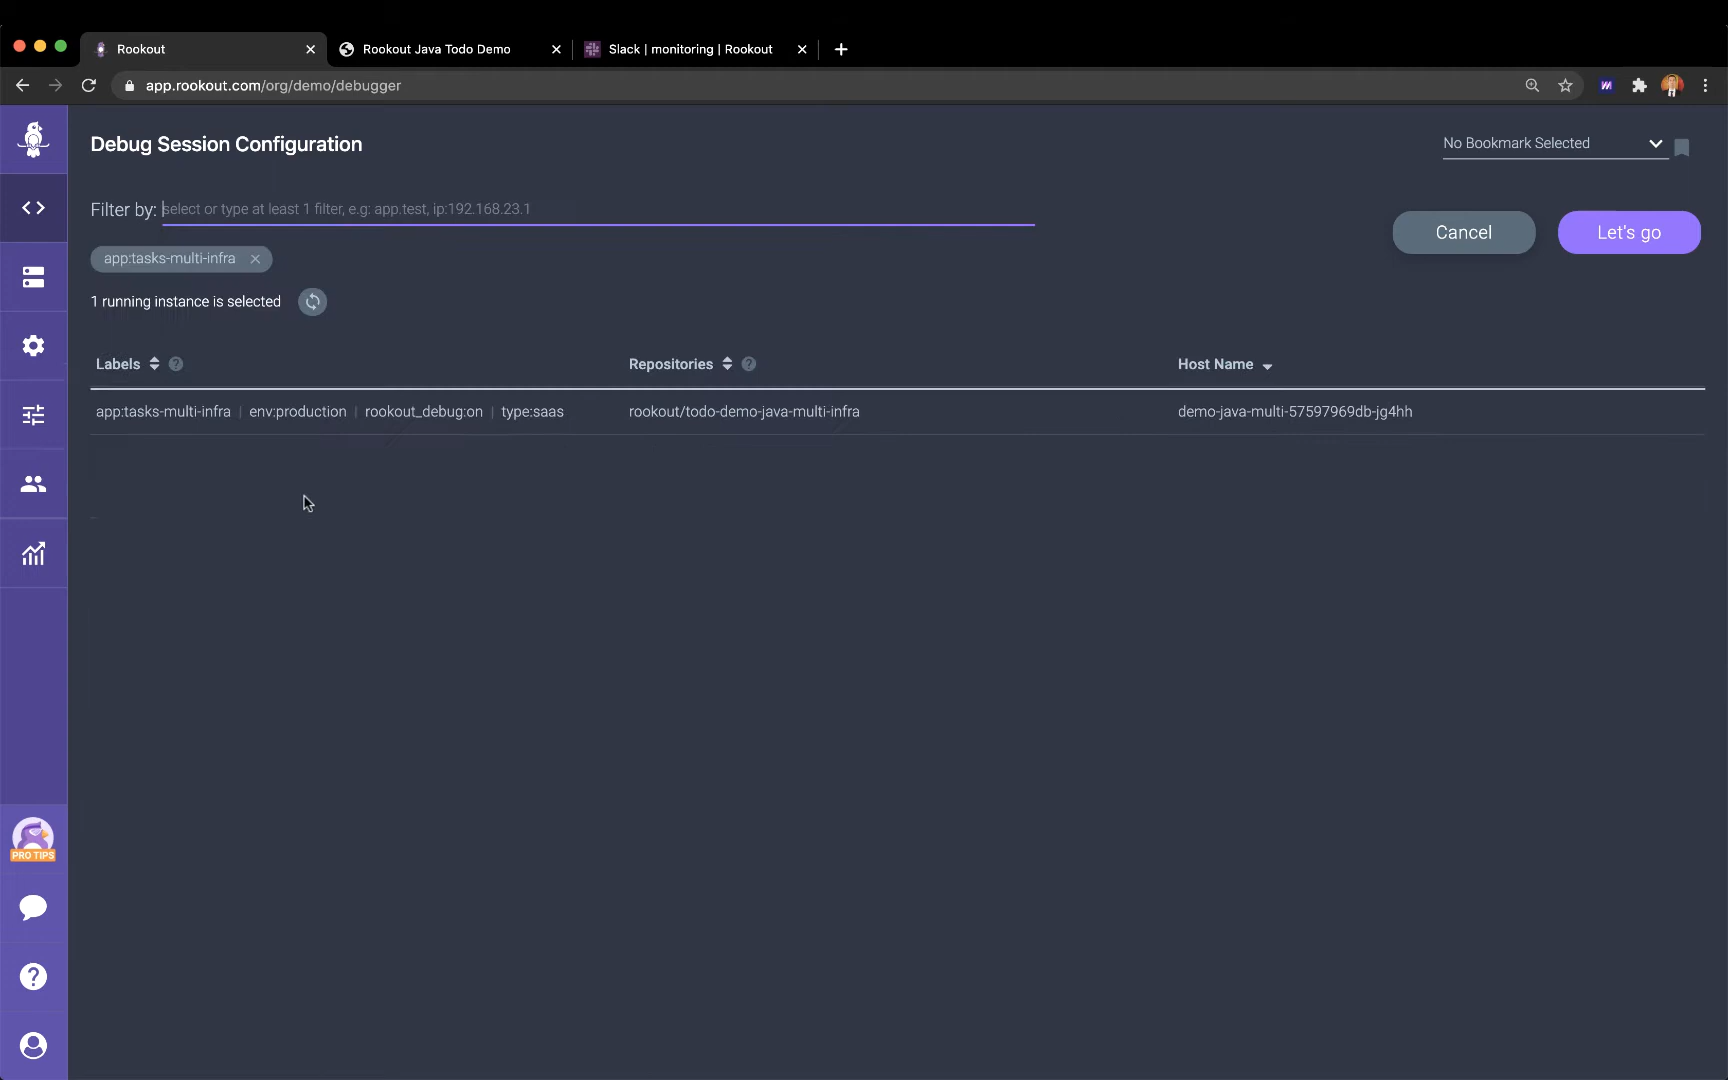 Rookout
Rookout Java Todo Demo
Slack | monitoring | Rookout
app.rookout.com/org/demo/debugger
Debug Session Configuration
No Bookmark Selected
Filter by: select or type at least 1 filter, e.g: app.test, ip:192.168.23.1
Cancel
Let's go
app:tasks-multi-infra
1 running instance is selected
Labels
Repositories
Host Name
app:tasks-multi-infra | env:production | rookout_debug:on | type:saas
rookout/todo-demo-java-multi-infra
demo-java-multi-57597969db-jg4hh
PRO TIPS